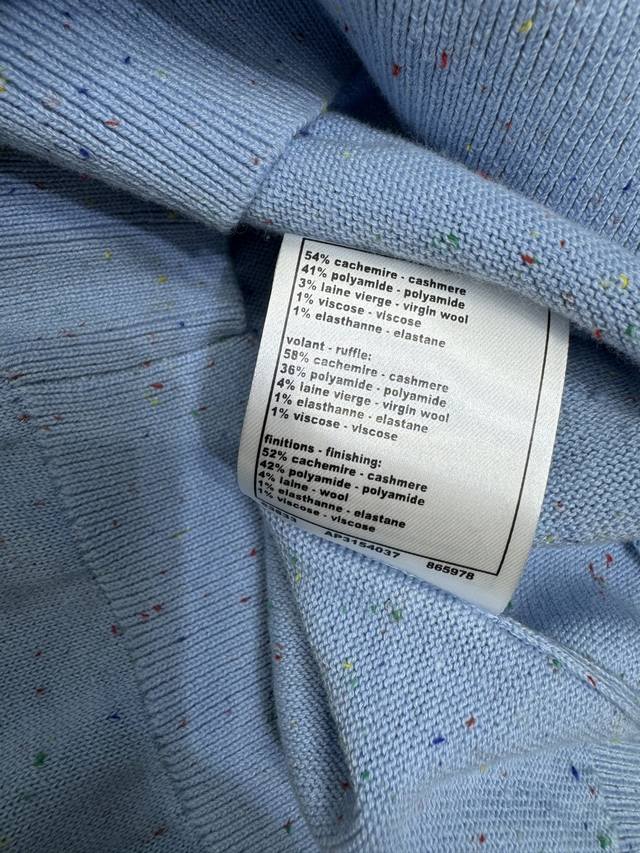 54% cachemire - cashmere
41% polyamide - polyamide
3% laine vierge - virgin wool
1% viscose - viscose
1% elasthanne - elastane
volant - ruffle:
58% cachemire - cashmere
36% polyamide - polyamide
4% laine vierge - virgin wool
1% elasthanne - elastane
1% viscose - viscose
finitions - finishing:
52% cachemire - cashmere
42% polyamide - polyamide
4% laine - wool
1% elasthanne - elastane
1% viscose - viscose
AP3154037 865978